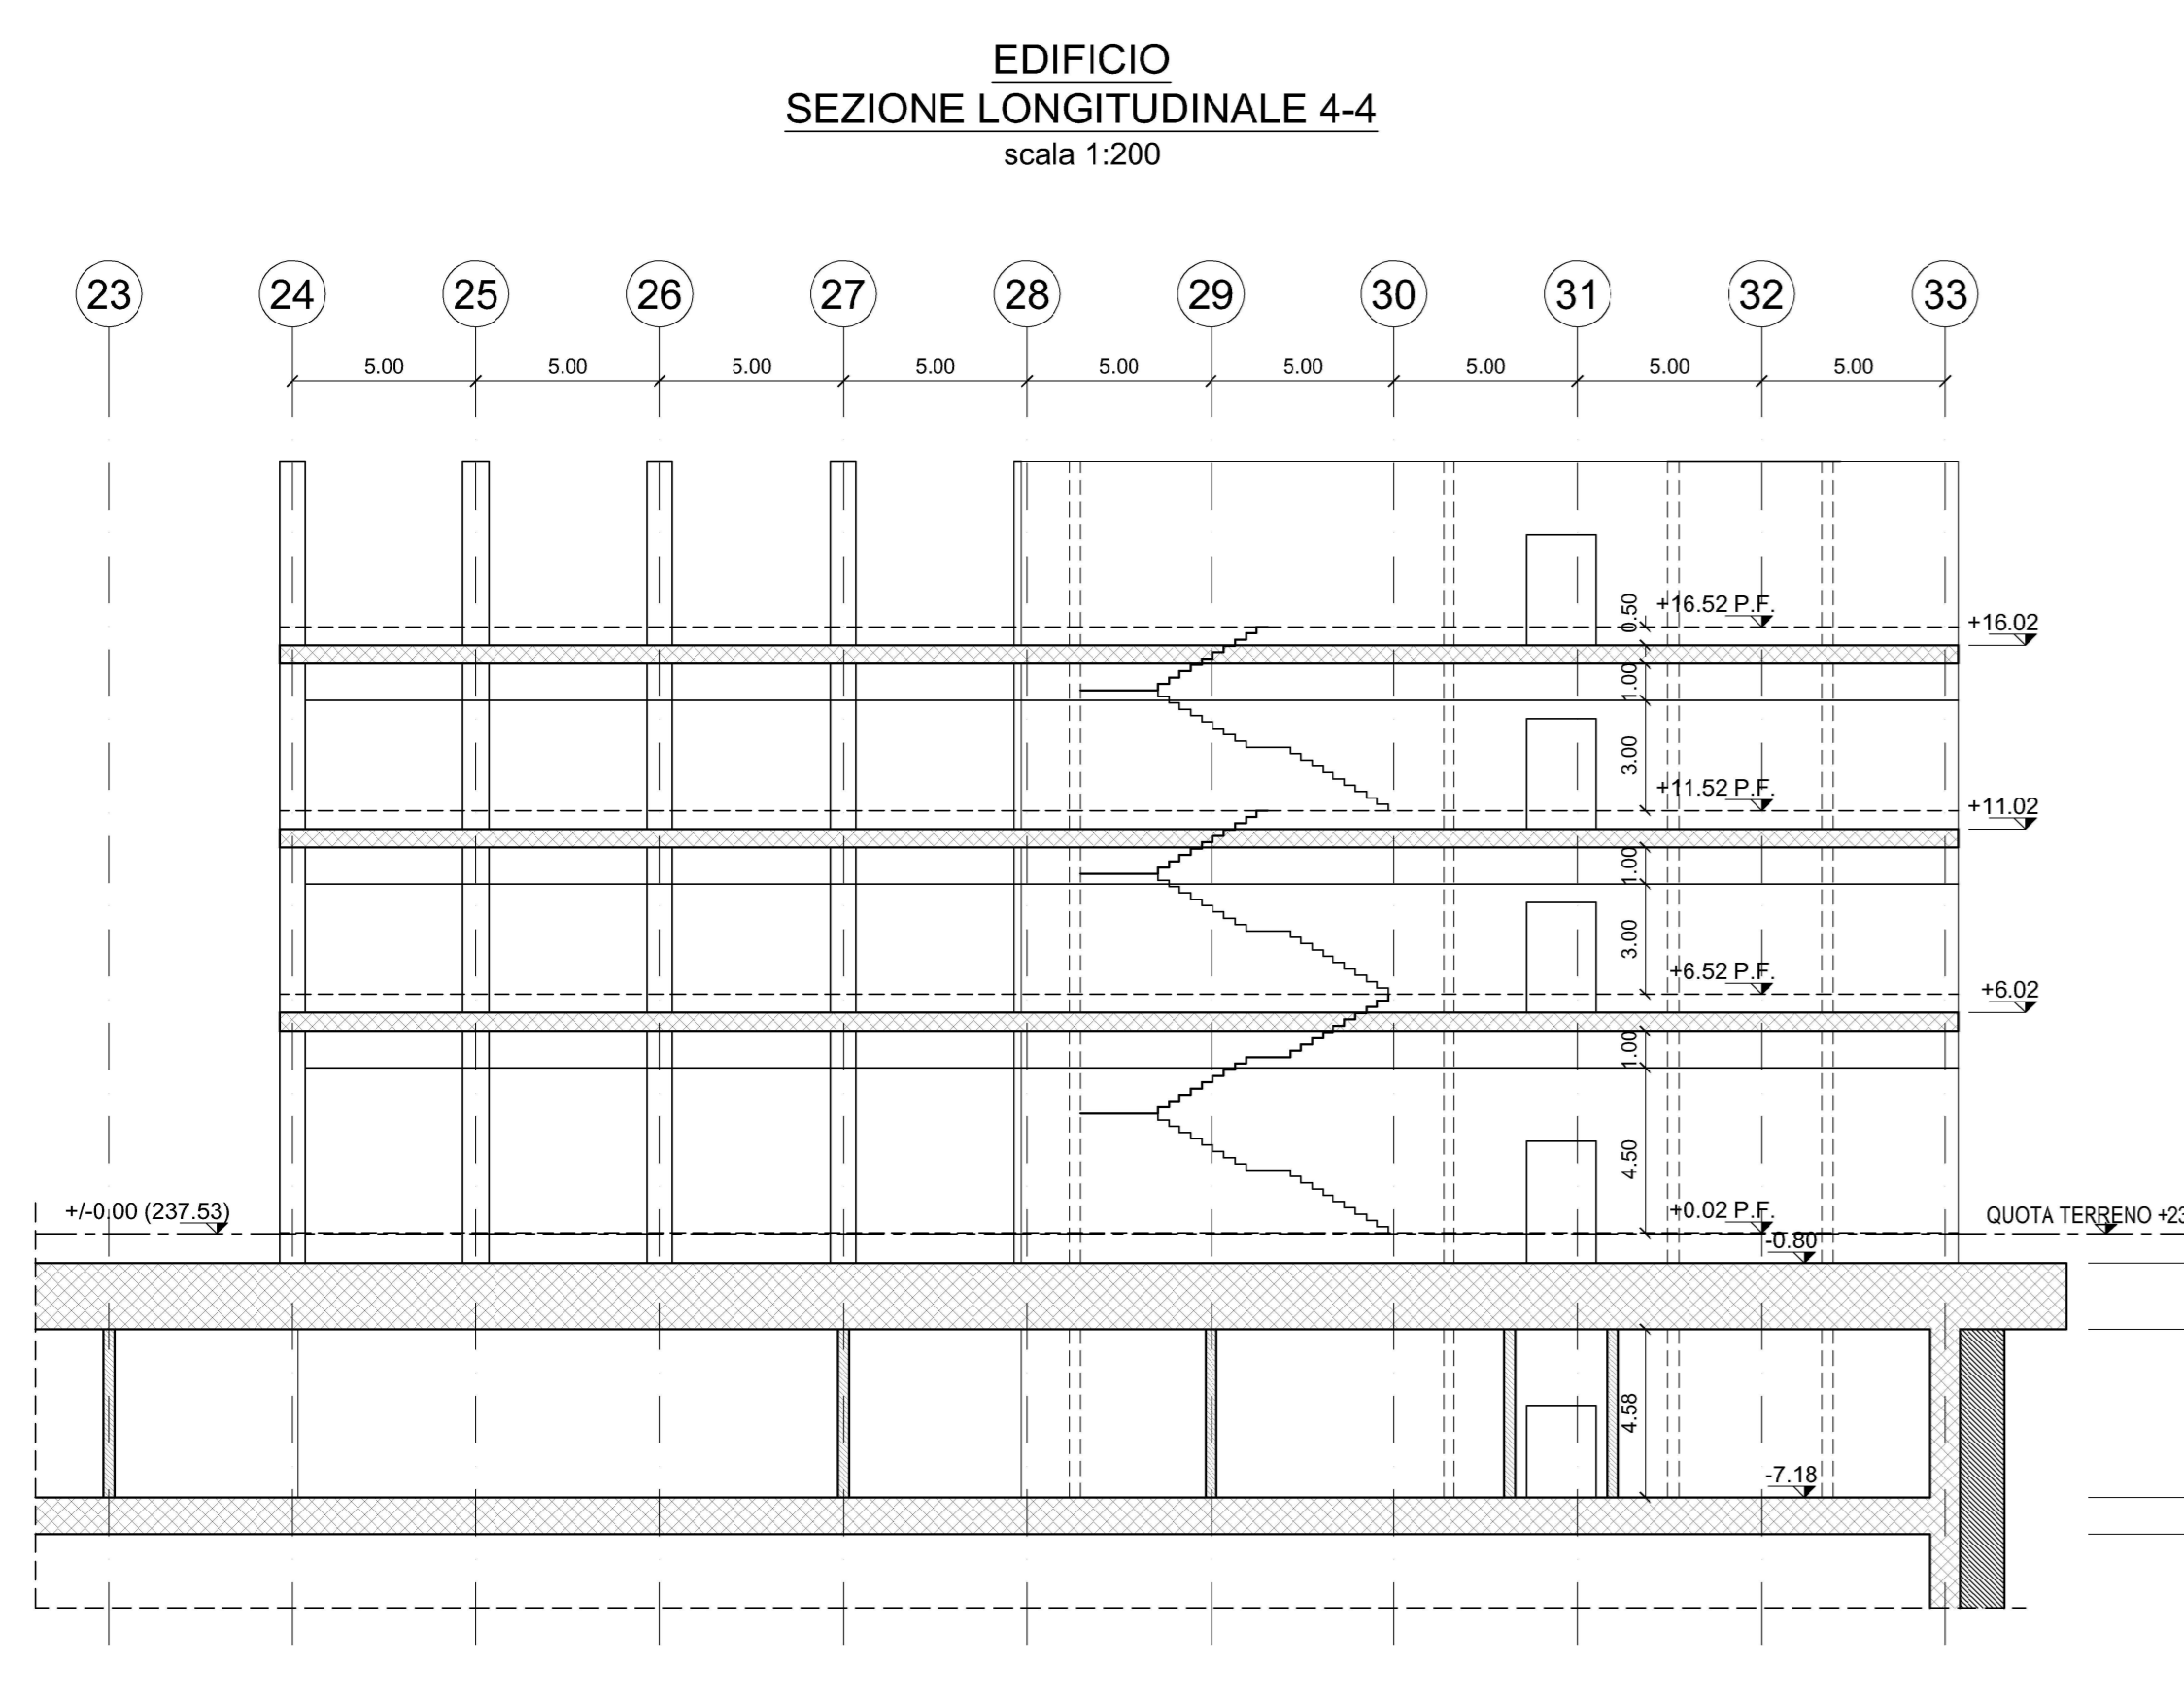 EDIFICIO
SEZIONE LONGITUDINALE 4-4
scala 1:200
23 24 25 26 27 28 29 30 31 32 33
5.00 5.00 5.00 5.00 5.00 5.00 5.00 5.00 5.00
0.50
+16.52 P.F.
+16.02
1.00
3.00
+11.52 P.F.
+11.02
1.00
3.00
+6.52 P.F.
+6.02
1.00
4.50
+/-0.00 (237.53)
+0.02 P.F.
QUOTA TERRENO +23
-0.80
4.58
-7.18